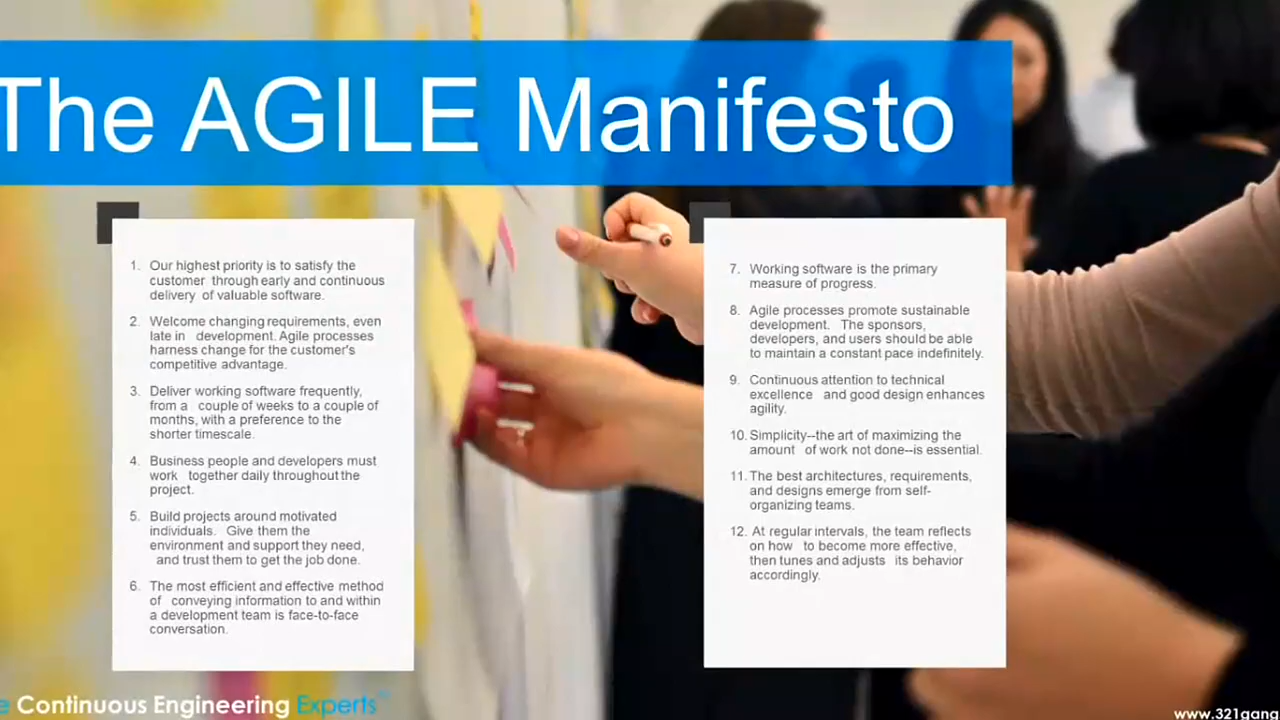 The AGILE Manifesto
1. Our highest priority is to satisfy the
customer through early and continuous
delivery of valuable software.
2. Welcome changing requirements, even
late in development. Agile processes
harness change for the customer's
competitive advantage.
3. Deliver working software frequently,
from a couple of weeks to a couple of
months, with a preference to the
shorter timescale.
4. Business people and developers must
work together daily throughout the
project.
5. Build projects around motivated
individuals. Give them the
environment and support they need,
and trust them to get the job done.
6. The most efficient and effective method
of conveying information to and within
a development team is face-to-face
conversation.
7. Working software is the primary
measure of progress.
8. Agile processes promote sustainable
development. The sponsors,
developers, and users should be able
to maintain a constant pace indefinitely.
9. Continuous attention to technical
excellence and good design enhances
agility.
10. Simplicity--the art of maximizing the
amount of work not done--is essential.
11. The best architectures, requirements,
and designs emerge from self-
organizing teams.
12. At regular intervals, the team reflects
on how to become more effective,
then tunes and adjusts its behavior
accordingly.
e Continuous Engineering Experts
www.321gang